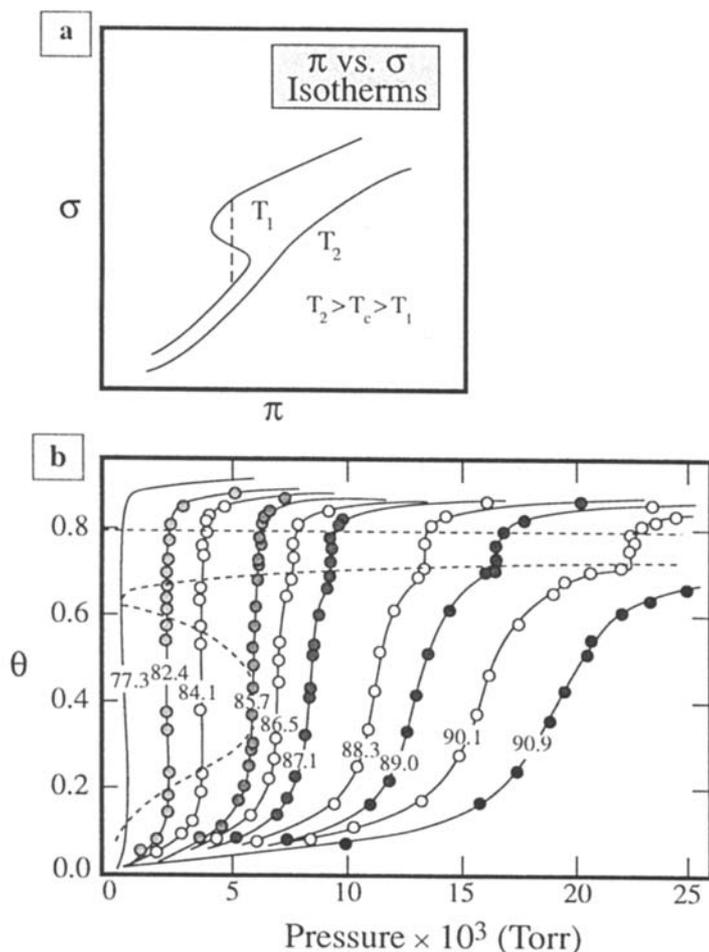 a
π vs. σ
Isotherms
σ
T₁
T₂
T₂>T_c>T₁
π
b
0.8
0.6
θ
0.4
0.2
0.0
77.3
82.4
84.1
85.7
86.5
87.1
88.3
89.0
90.1
90.9
0
5
10
15
20
25
Pressure × 10³ (Torr)